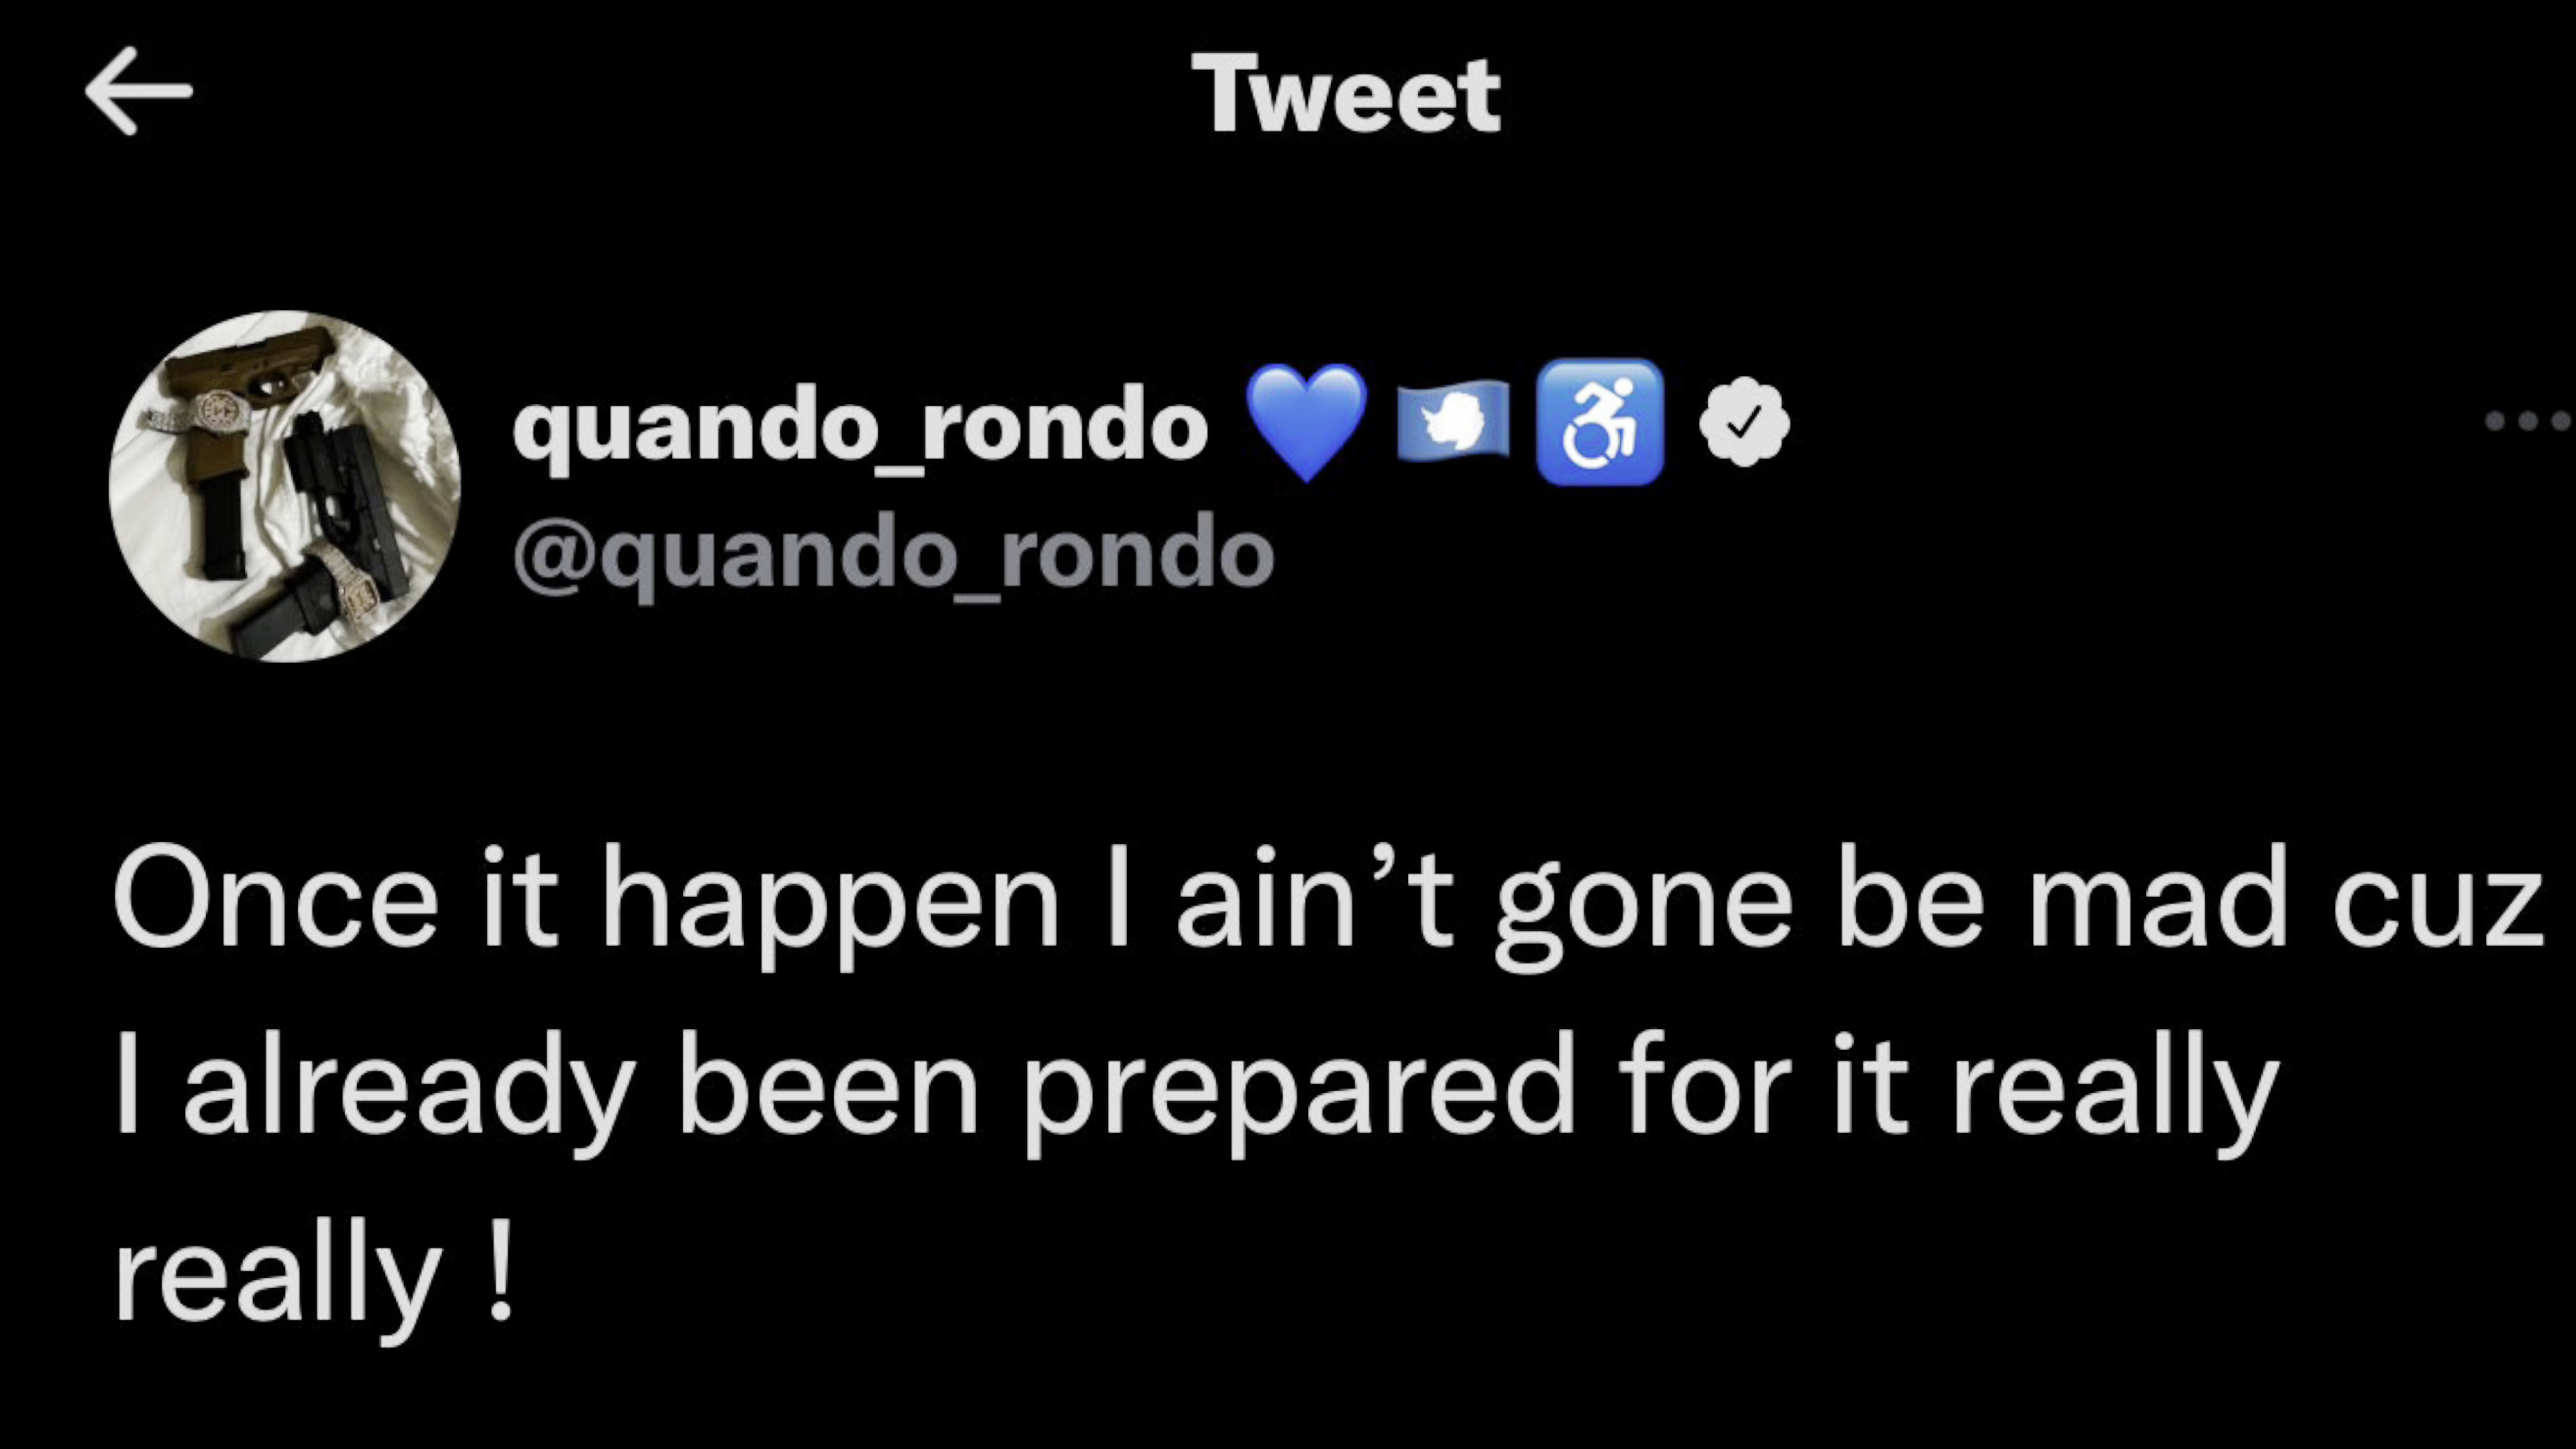 Tweet
quando_rondo 💙 🇦🇶 ♿
@quando_rondo
Once it happen I ain’t gone be mad cuz
I already been prepared for it really
really !